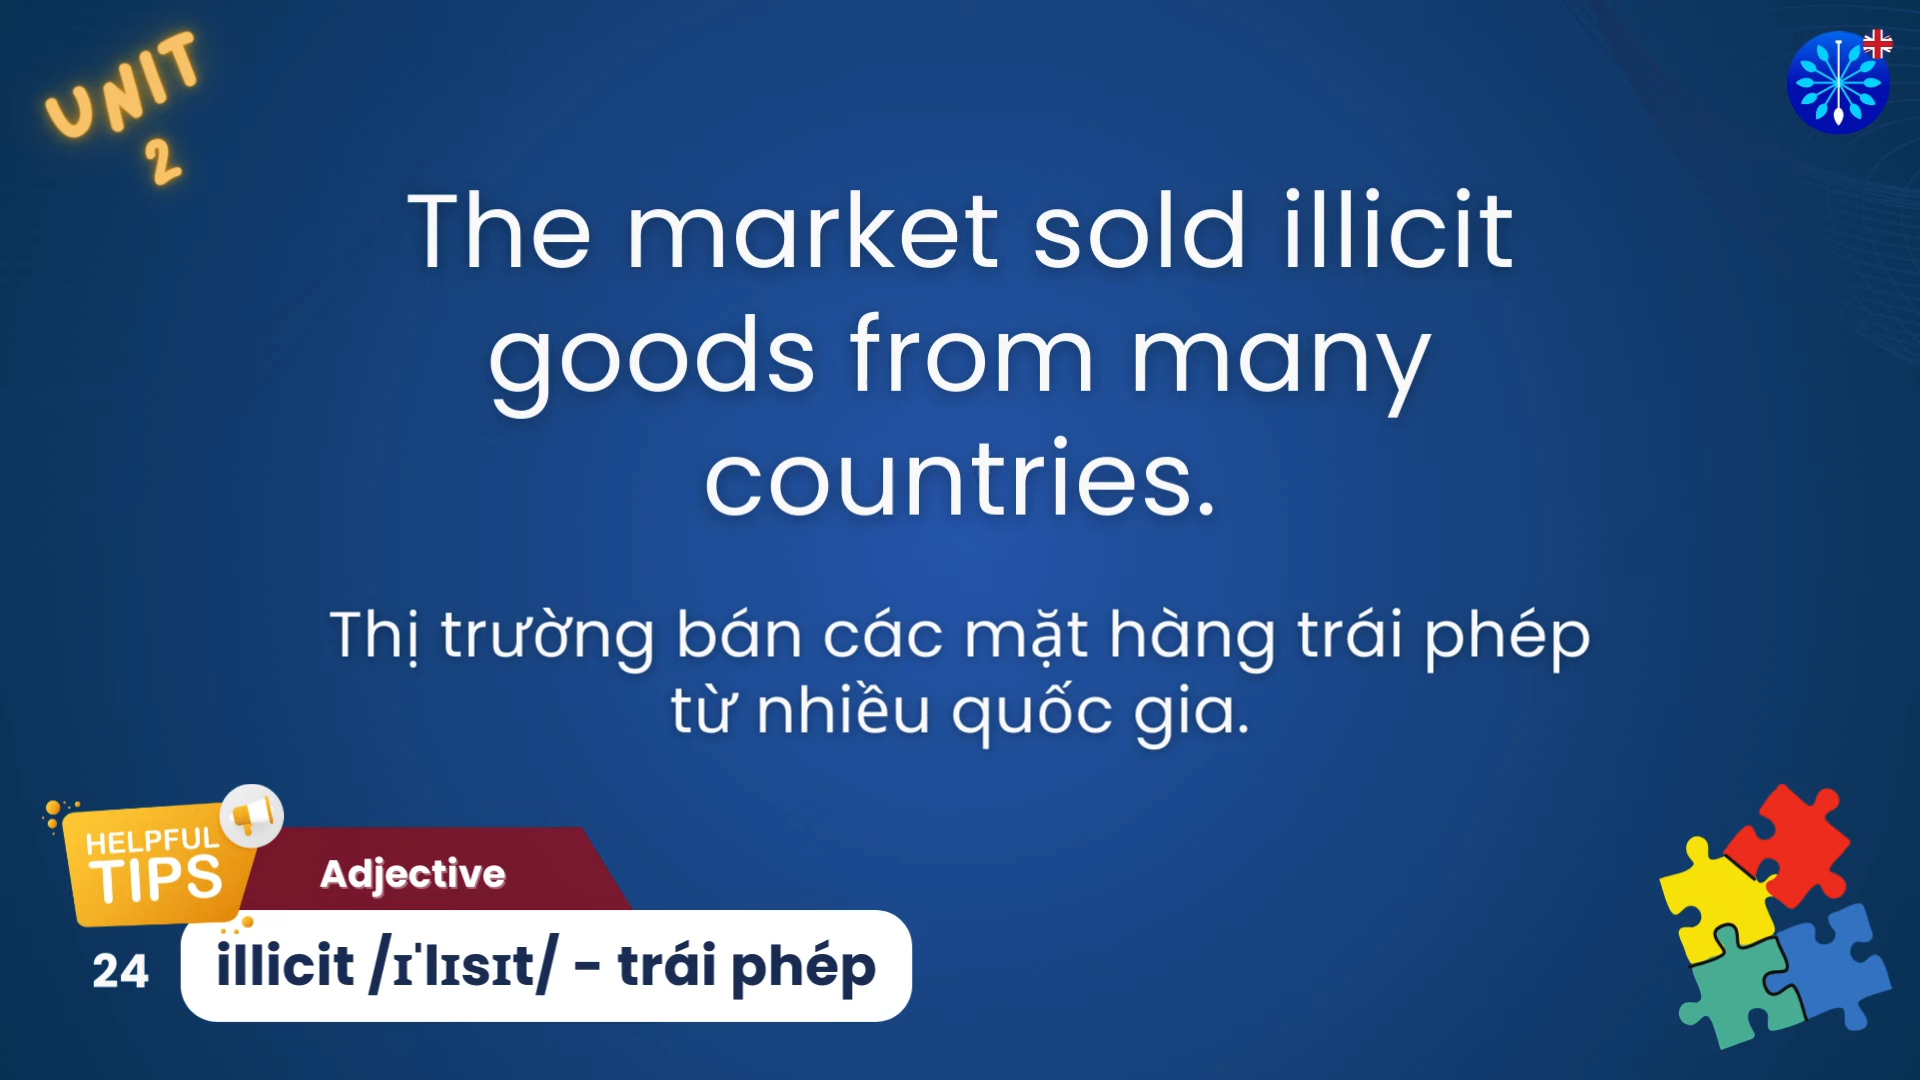 UNIT
2
The market sold illicit
goods from many
countries.
Thị trường bán các mặt hàng trái phép
từ nhiều quốc gia.
HELPFUL
TIPS
Adjective
24
illicit /ɪˈlɪsɪt/ - trái phép